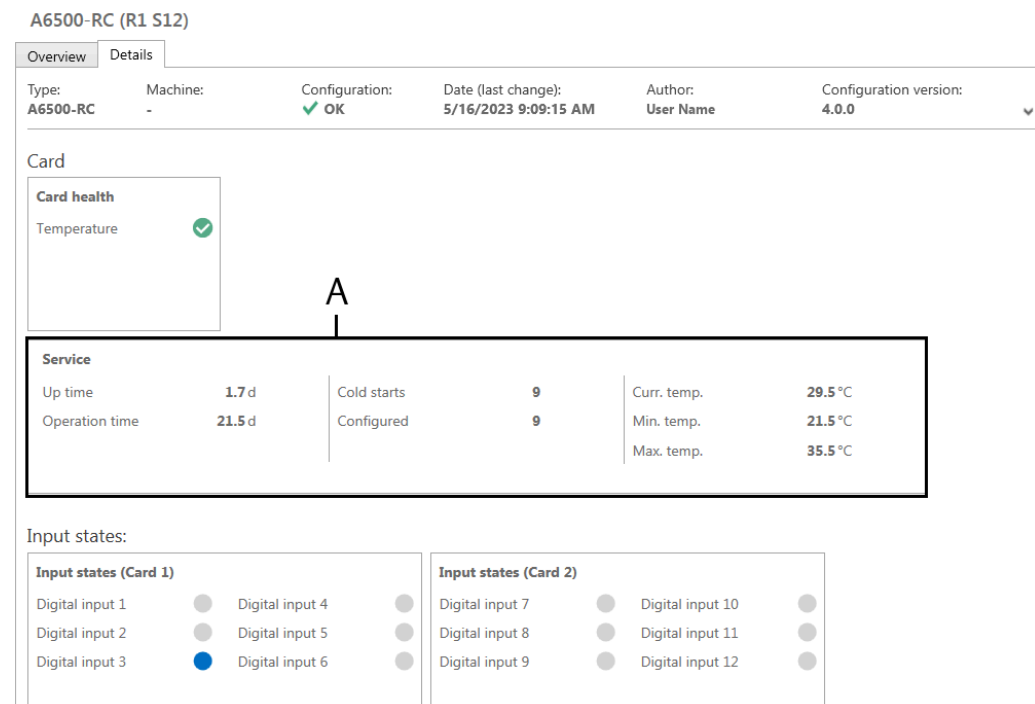 A6500-RC (R1 S12)
Overview Details
Type: Machine: Configuration: Date (last change): Author: Configuration version:
A6500-RC - OK 5/16/2023 9:09:15 AM User Name 4.0.0
Card
Card health
Temperature
A
Service
Up time 1.7 d Cold starts 9 Curr. temp. 29.5 °C
Operation time 21.5 d Configured 9 Min. temp. 21.5 °C
Max. temp. 35.5 °C
Input states:
Input states (Card 1) Input states (Card 2)
Digital input 1 Digital input 4 Digital input 7 Digital input 10
Digital input 2 Digital input 5 Digital input 8 Digital input 11
Digital input 3 Digital input 6 Digital input 9 Digital input 12